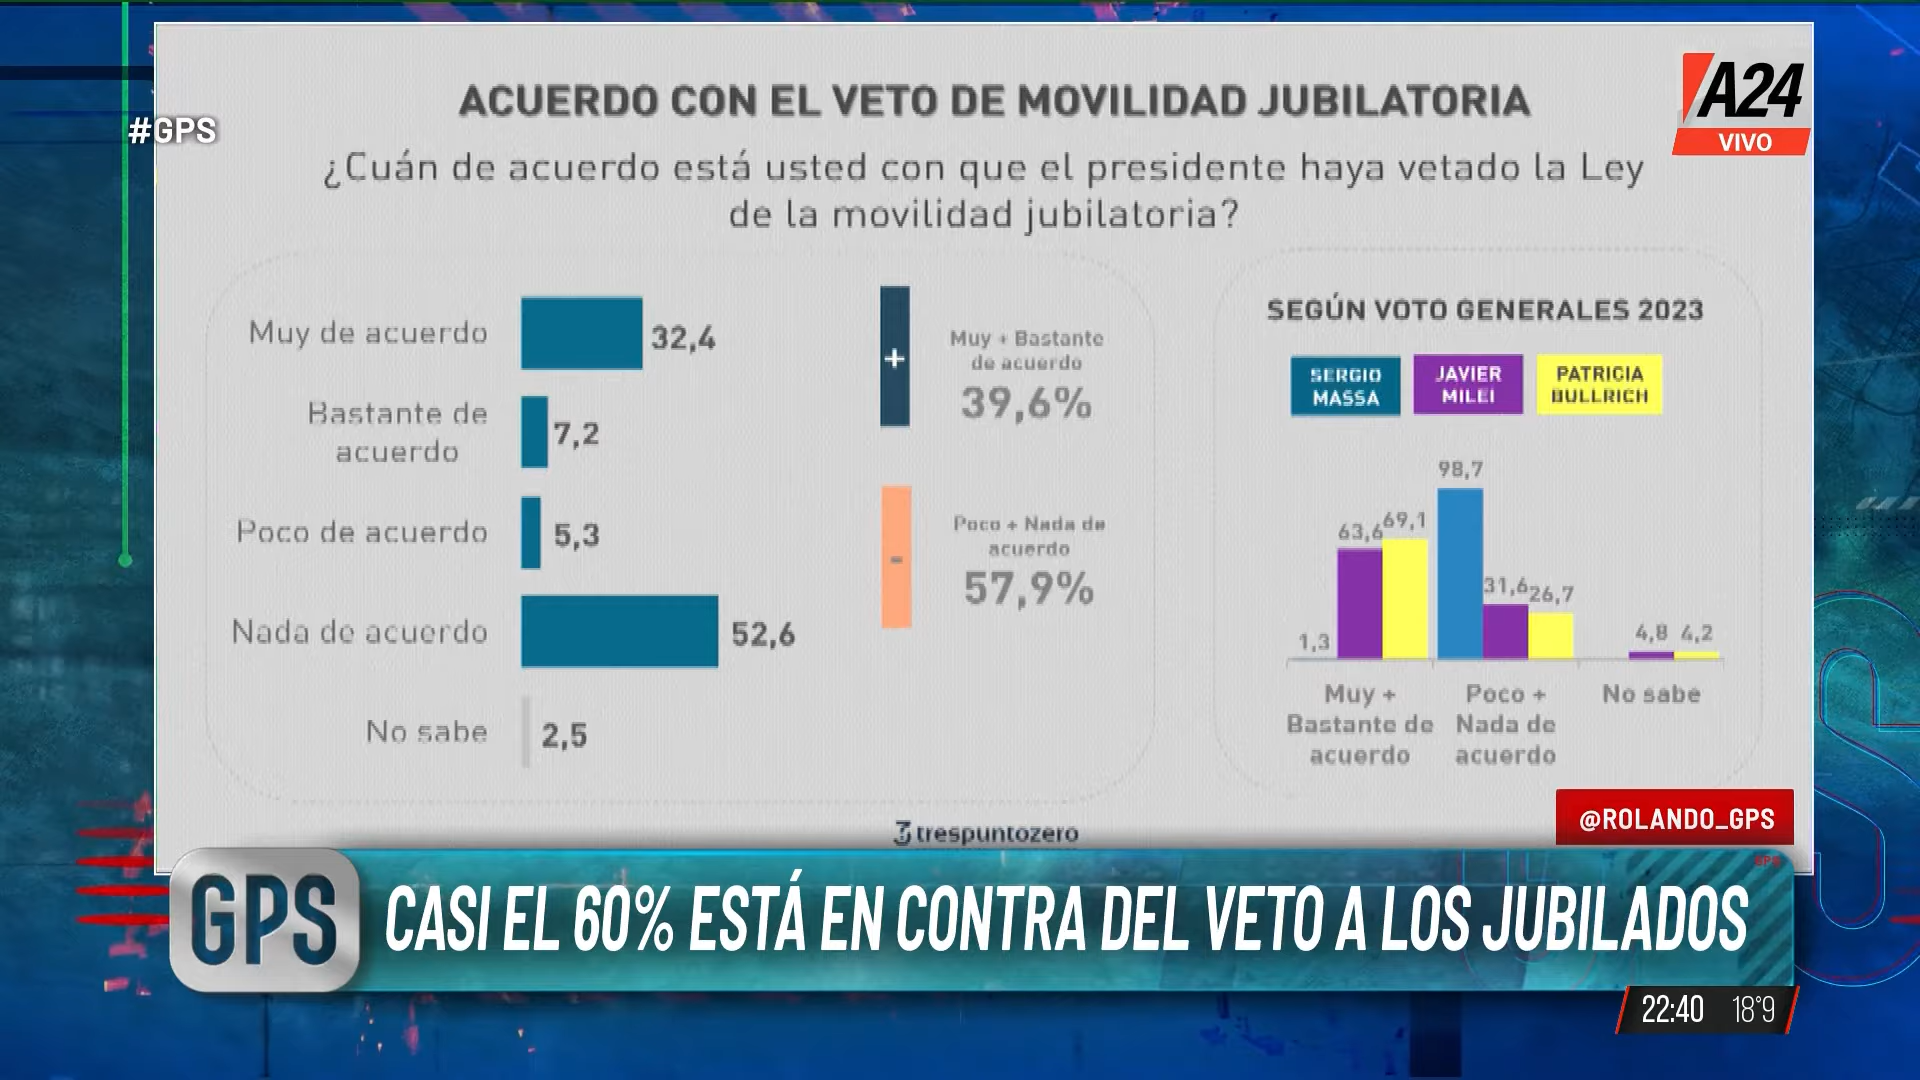 #GPS
A24
VIVO
ACUERDO CON EL VETO DE MOVILIDAD JUBILATORIA
¿Cuán de acuerdo está usted con que el presidente haya vetado la Ley
de la movilidad jubilatoria?
Muy de acuerdo
32,4
Bastante de
acuerdo
7,2
Poco de acuerdo
5,3
Nada de acuerdo
52,6
No sabe
2,5
+
Muy + Bastante
de acuerdo
39,6%
-
Poco + Nada de
acuerdo
57,9%
SEGÚN VOTO GENERALES 2023
SERGIO
MASSA
JAVIER
MILEI
PATRICIA
BULLRICH
1,3
63,6
69,1
98,7
31,6
26,7
4,8
4,2
Muy +
Bastante de
acuerdo
Poco +
Nada de
acuerdo
No sabe
trespuntozero
@ROLANDO_GPS
GPS
GPS
CASI EL 60% ESTÁ EN CONTRA DEL VETO A LOS JUBILADOS
22:40 18°9